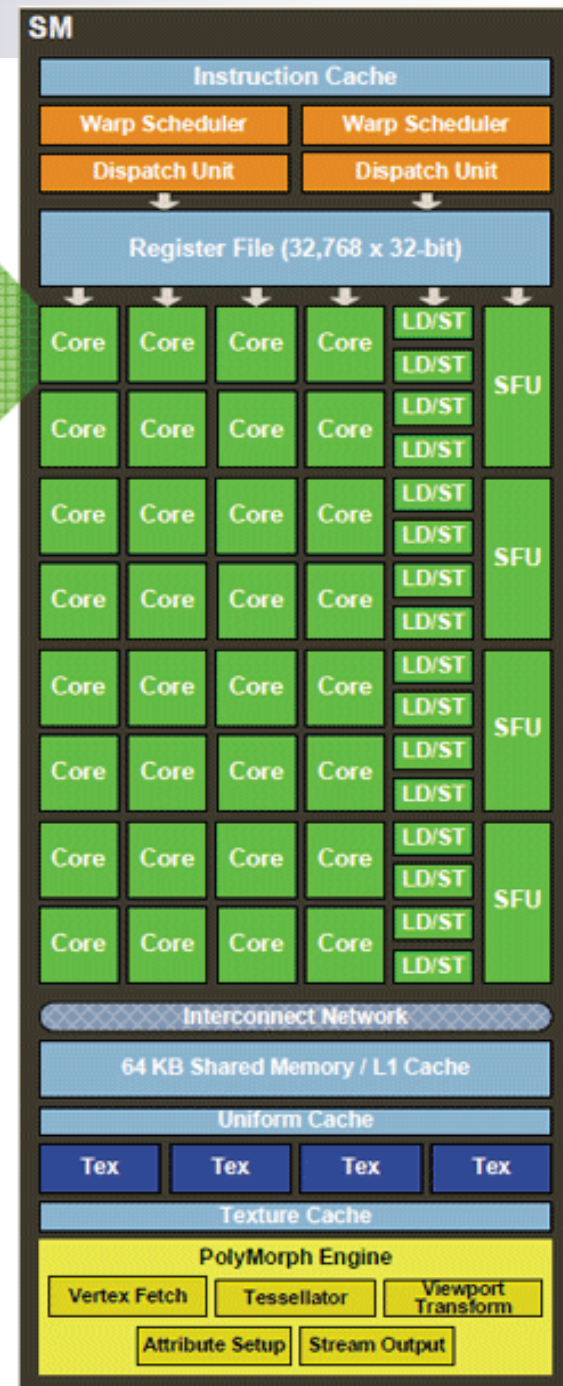 SM
Instruction Cache
Warp Scheduler Warp Scheduler
Dispatch Unit Dispatch Unit
Register File (32,768 x 32-bit)
Core Core Core Core LD/ST SFU
LD/ST
Core Core Core Core LD/ST
LD/ST
Core Core Core Core LD/ST SFU
LD/ST
Core Core Core Core LD/ST
LD/ST
Core Core Core Core LD/ST SFU
LD/ST
Core Core Core Core LD/ST
LD/ST
Core Core Core Core LD/ST SFU
LD/ST
Core Core Core Core LD/ST
LD/ST
Interconnect Network
64 KB Shared Memory / L1 Cache
Uniform Cache
Tex Tex Tex Tex
Texture Cache
PolyMorph Engine
Vertex Fetch Tessellator Viewport
Transform
Attribute Setup Stream Output